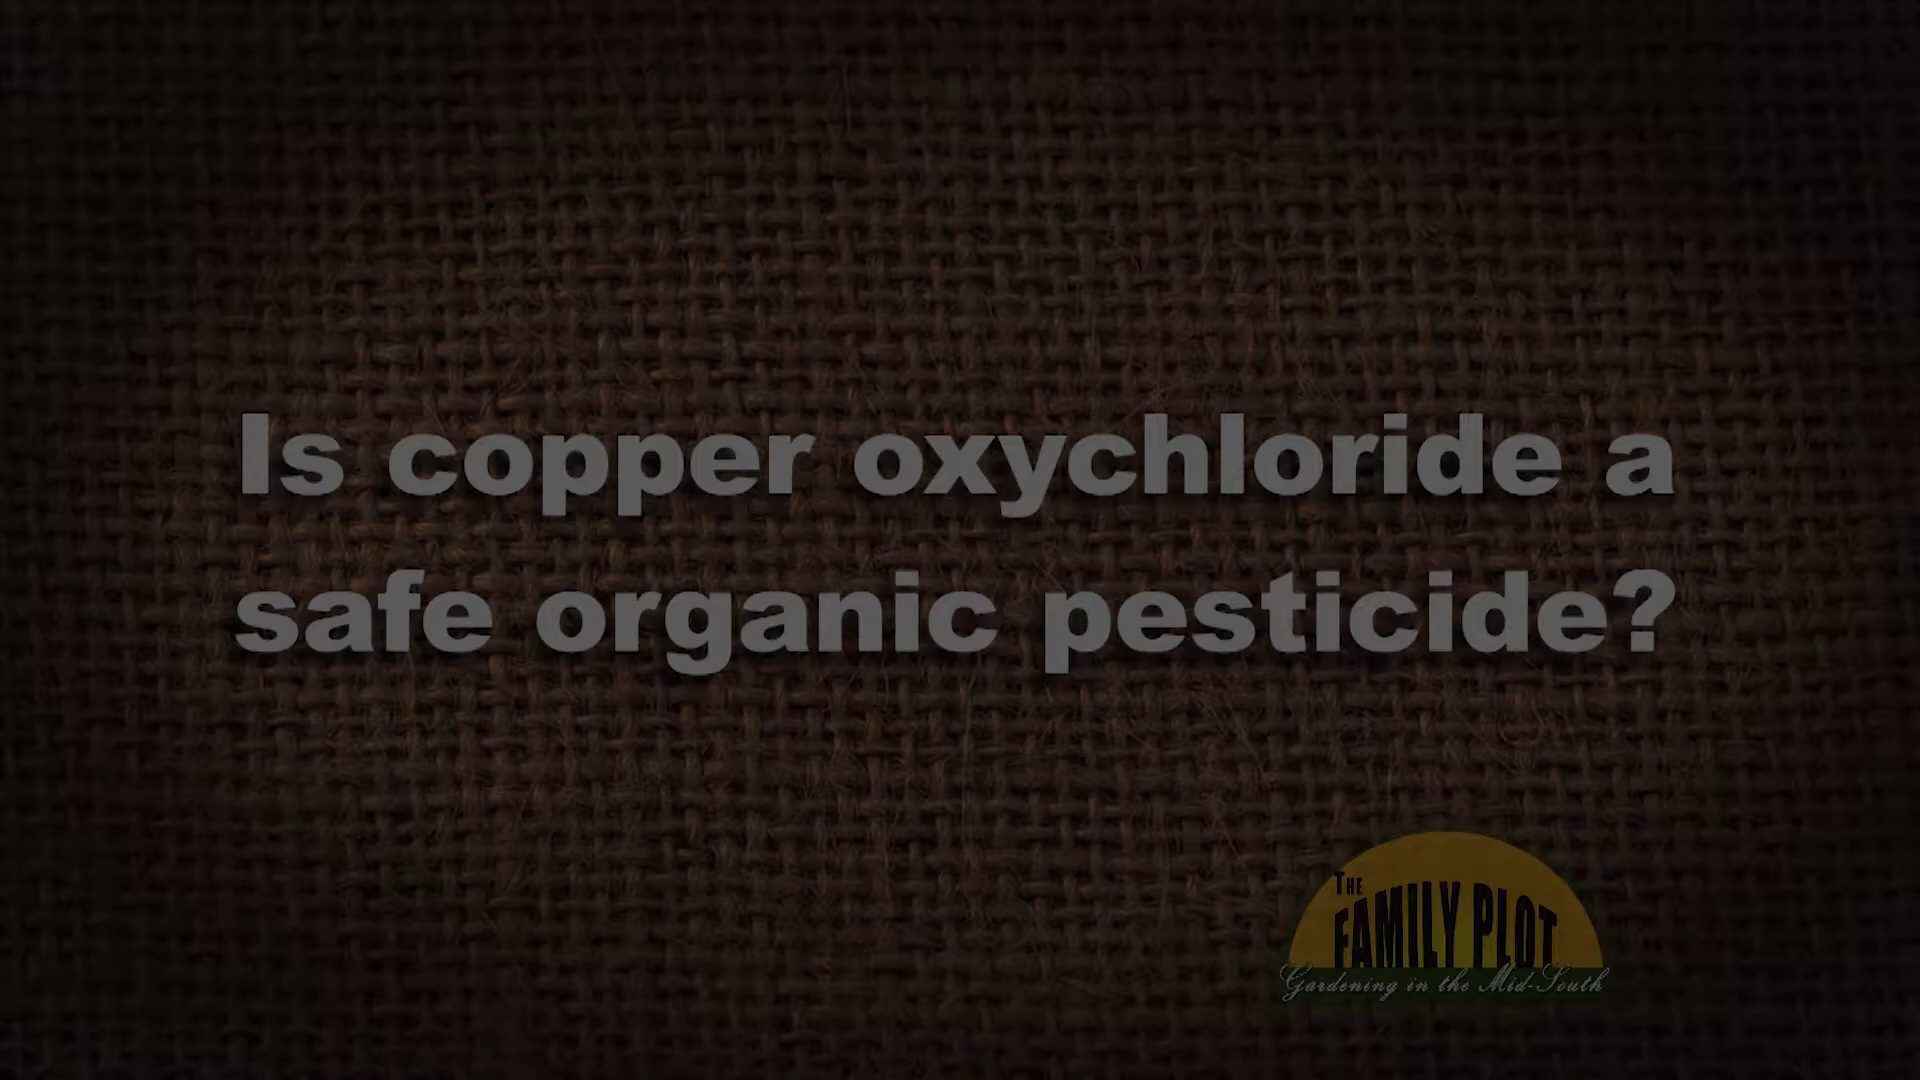 Is copper oxychloride a
safe organic pesticide?
THE
FAMILY PLOT
Gardening in the Mid-South